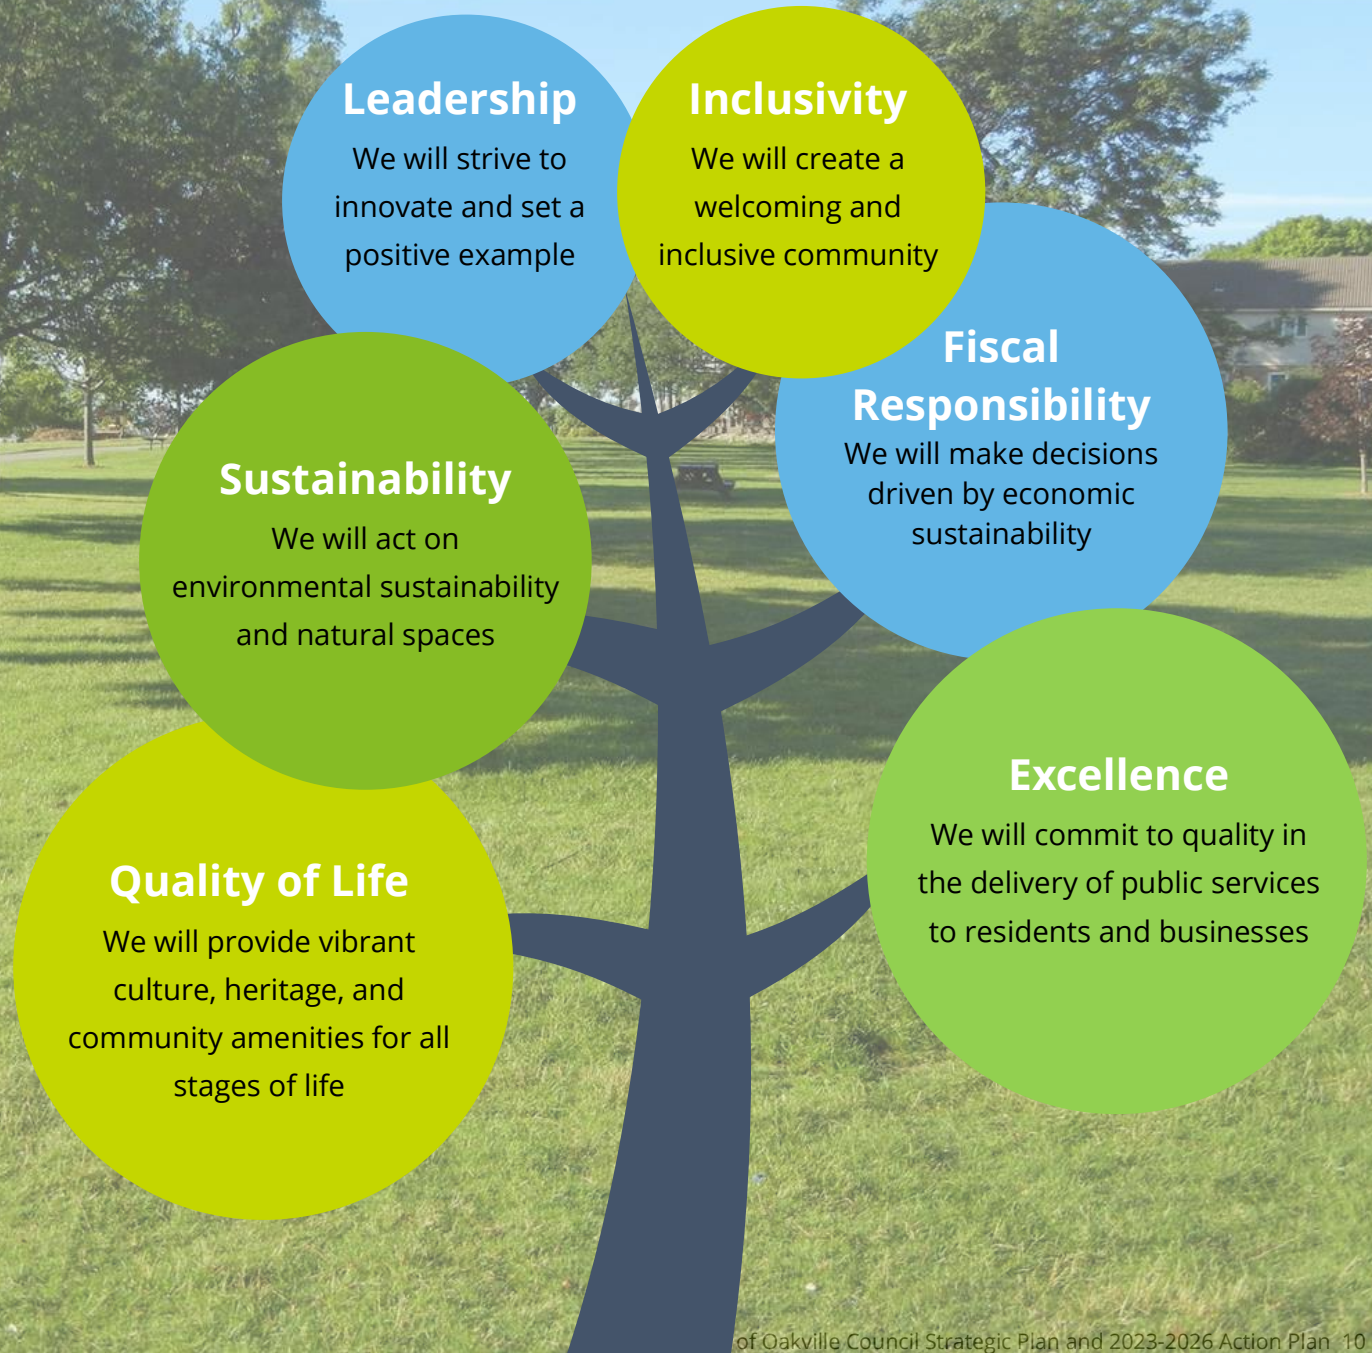 Leadership
We will strive to
innovate and set a
positive example
Inclusivity
We will create a
welcoming and
inclusive community
Fiscal
Responsibility
We will make decisions
driven by economic
sustainability
Sustainability
We will act on
environmental sustainability
and natural spaces
Excellence
We will commit to quality in
the delivery of public services
to residents and businesses
Quality of Life
We will provide vibrant
culture, heritage, and
community amenities for all
stages of life
of Oakville Council Strategic Plan and 2023-2026 Action Plan 10